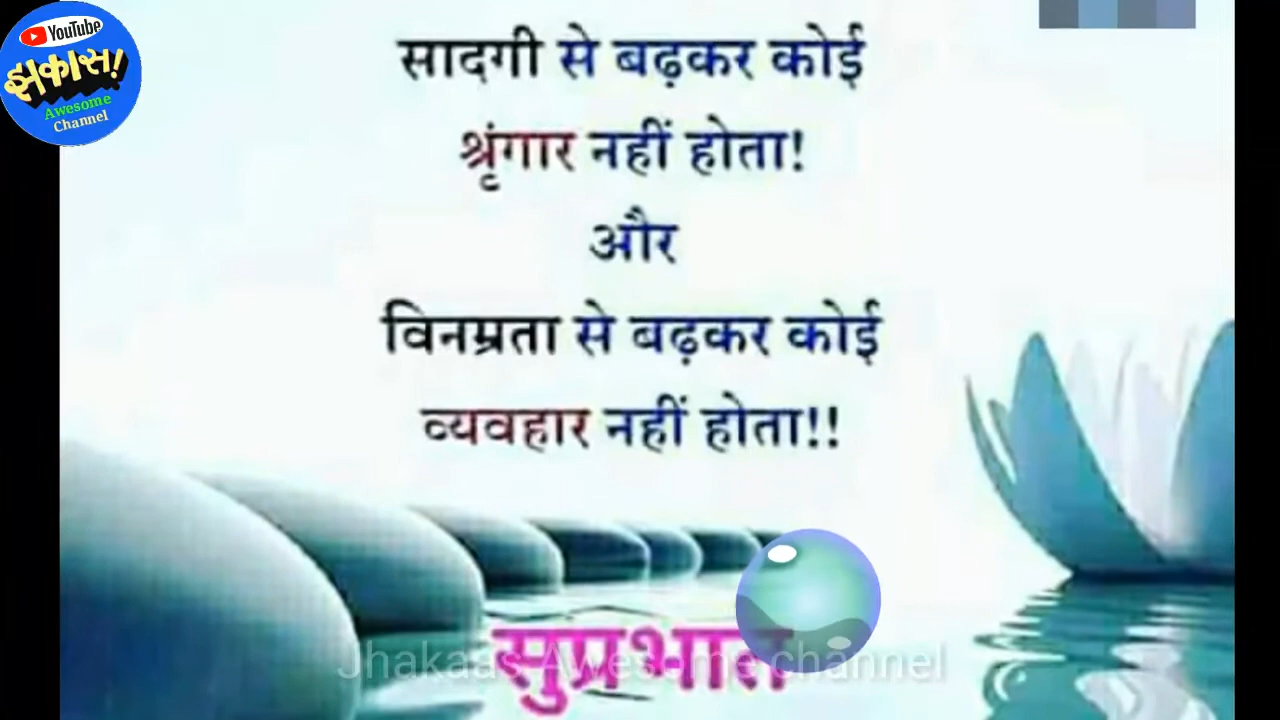 YouTube
झकास!
Awesome
Channel
सादगी से बढ़कर कोई
श्रृंगार नहीं होता!
और
विनम्रता से बढ़कर कोई
व्यवहार नहीं होता!!
सुप्रभात
Jhakaas Awesome channel